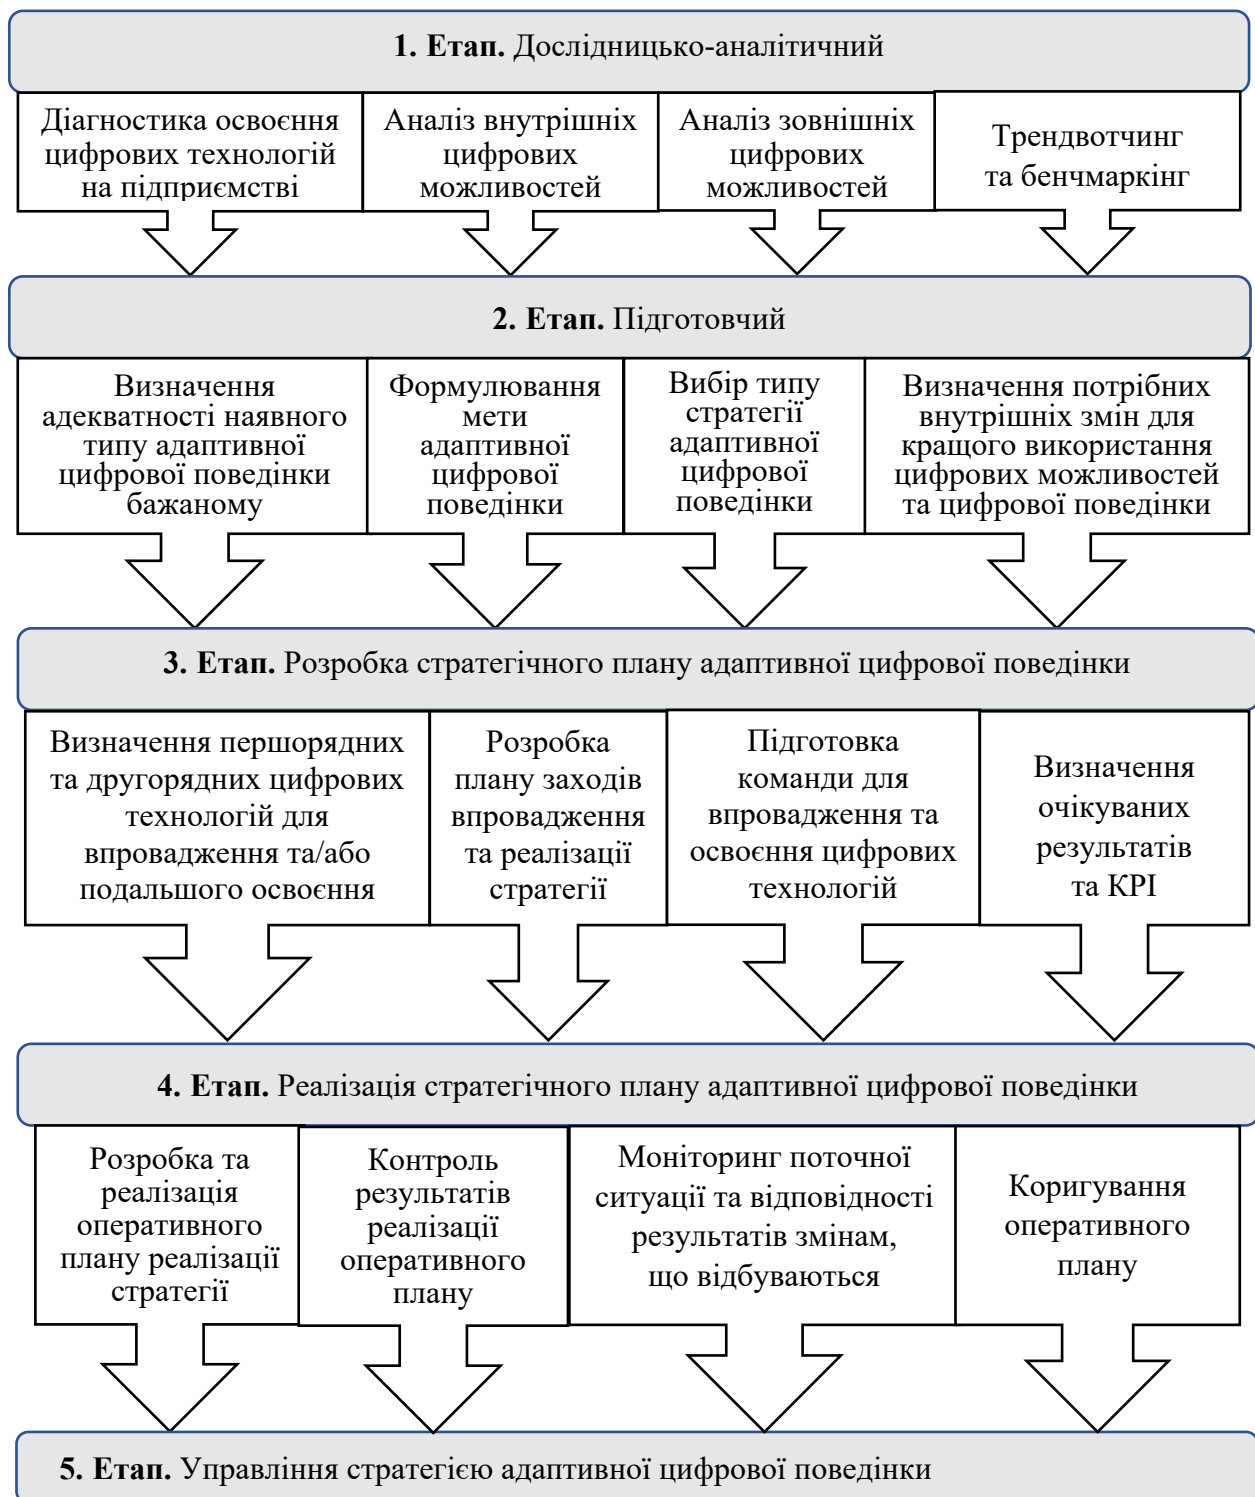 1. Етап. Дослідницько-аналітичний
Діагностика освоєння
цифрових технологій
на підприємстві
Аналіз внутрішніх
цифрових
можливостей
Аналіз зовнішніх
цифрових
можливостей
Трендвотчинг
та бенчмаркінг
2. Етап. Підготовчий
Визначення
адекватності наявного
типу адаптивної
цифрової поведінки
бажаному
Формулювання
мети
адаптивної
цифрової
поведінки
Вибір типу
стратегії
адаптивної
цифрової
поведінки
Визначення потрібних
внутрішніх змін для
кращого використання
цифрових можливостей
та цифрової поведінки
3. Етап. Розробка стратегічного плану адаптивної цифрової поведінки
Визначення першорядних
та другорядних цифрових
технологій для
впровадження та/або
подальшого освоєння
Розробка
плану заходів
впровадження
та реалізації
стратегії
Підготовка
команди для
впровадження та
освоєння цифрових
технологій
Визначення
очікуваних
результатів
та КРІ
4. Етап. Реалізація стратегічного плану адаптивної цифрової поведінки
Розробка та
реалізація
оперативного
плану реалізації
стратегії
Контроль
результатів
реалізації
оперативного
плану
Моніторинг поточної
ситуації та відповідності
результатів змінам,
що відбуваються
Коригування
оперативного
плану
5. Етап. Управління стратегією адаптивної цифрової поведінки